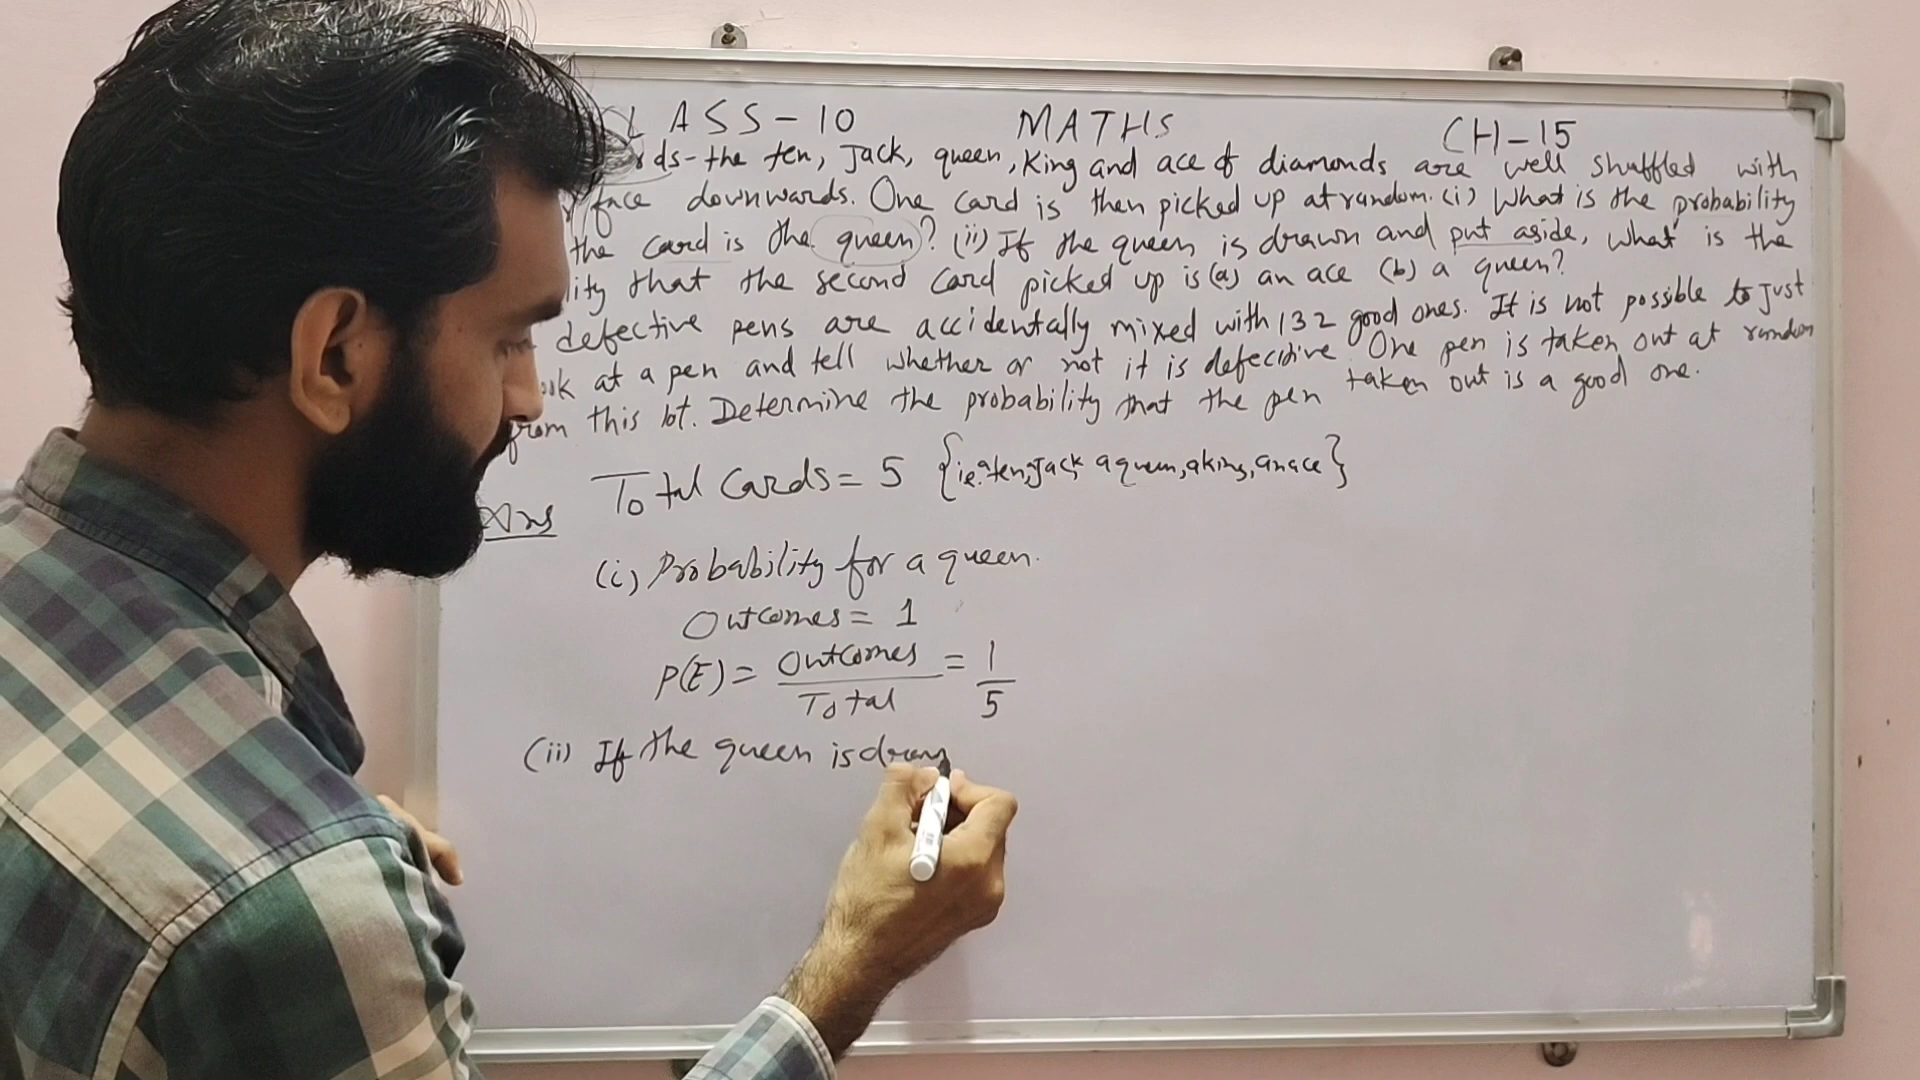 CLASS-10 MATHS CH-15
ds-the ten, Jack, queen, King and ace of diamonds are well shuffled with
face downwards. One card is then picked up at random. (i) What is the probability
the card is the queen? (ii) If the queen is drawn and put aside, what is the
lity that the second card picked up is (a) an ace (b) a queen?
defective pens are accidentally mixed with 132 good ones. It is not possible to just
ok at a pen and tell whether or not it is defecitive. One pen is taken out at random
from this lot. Determine the probability that the pen taken out is a good one.
Ans Total Cards = 5 {ie. a ten, a Jack, a queen, a king, an ace}
(i) Probability for a queen.
Outcomes = 1
P(E) = Outcomes/Total = 1/5
(ii) If the queen is drawn